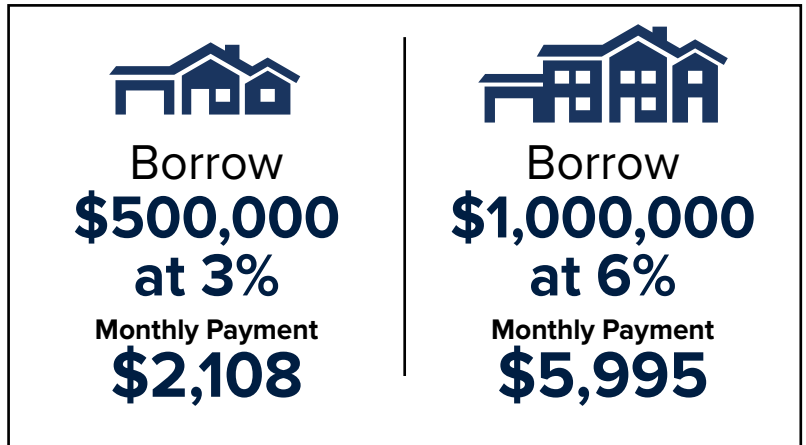 Borrow
$500,000
at 3%
Monthly Payment
$2,108
Borrow
$1,000,000
at 6%
Monthly Payment
$5,995